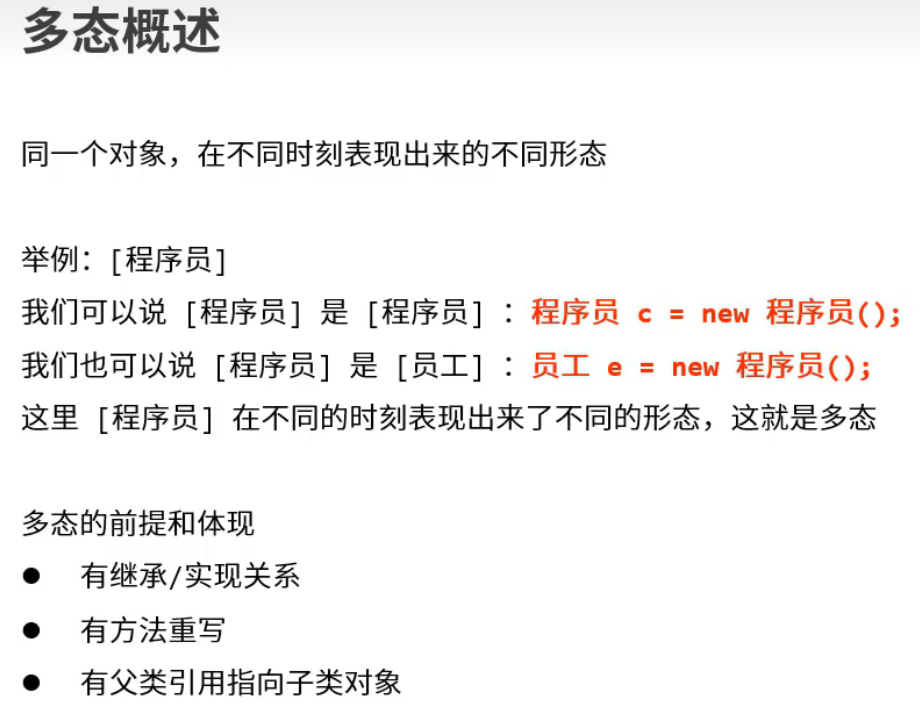 多态概述
同一个对象，在不同时刻表现出来的不同形态
举例：[程序员]
我们可以说 [程序员] 是 [程序员] ：程序员 c = new 程序员();
我们也可以说 [程序员] 是 [员工] ：员工 e = new 程序员();
这里 [程序员] 在不同的时刻表现出来了不同的形态，这就是多态
多态的前提和体现
● 有继承/实现关系
● 有方法重写
● 有父类引用指向子类对象